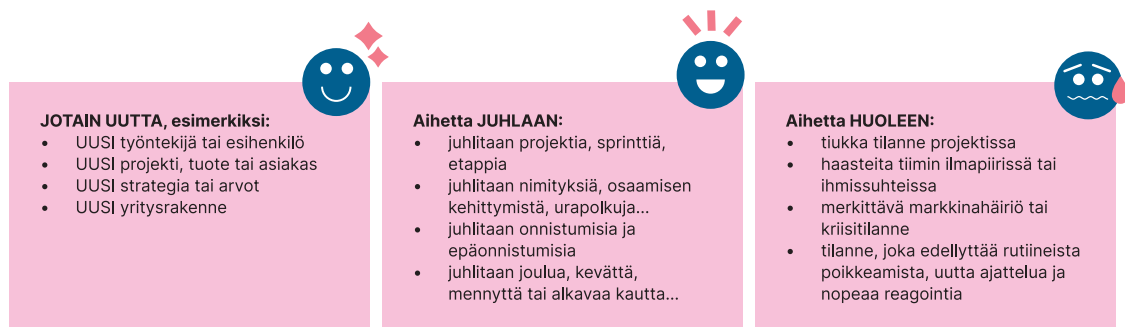 JOTAIN UUTTA, esimerkiksi:
• UUSI työntekijä tai esihenkilö
• UUSI projekti, tuote tai asiakas
• UUSI strategia tai arvot
• UUSI yritysrakenne
Aihetta JUHLAAN:
• juhlitaan projektia, sprinttiä,
etappia
• juhlitaan nimityksiä, osaamisen
kehittymistä, urapolkuja...
• juhlitaan onnistumisia ja
epäonnistumisia
• juhlitaan joulua, kevättä,
mennyttä tai alkavaa kautta...
Aihetta HUOLEEN:
• tiukka tilanne projektissa
• haasteita tiimin ilmapiirissä tai
ihmissuhteissa
• merkittävä markkinahäiriö tai
kriisitilanne
• tilanne, joka edellyttää rutiineista
poikkeamista, uutta ajattelua ja
nopeaa reagointia